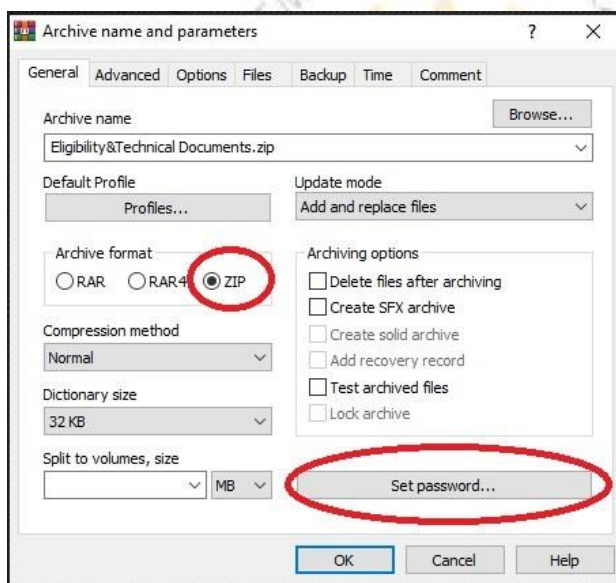 Archive name and parameters ? X
General Advanced Options Files Backup Time Comment
Archive name
Browse...
Eligibility&Technical Documents.zip
Default Profile
Update mode
Profiles...
Add and replace files
Archive format
RAR RAR4 ZIP
Archiving options
Delete files after archiving
Create SFX archive
Create solid archive
Add recovery record
Test archived files
Lock archive
Compression method
Normal
Dictionary size
32 KB
Split to volumes, size
MB
Set password...
OK Cancel Help